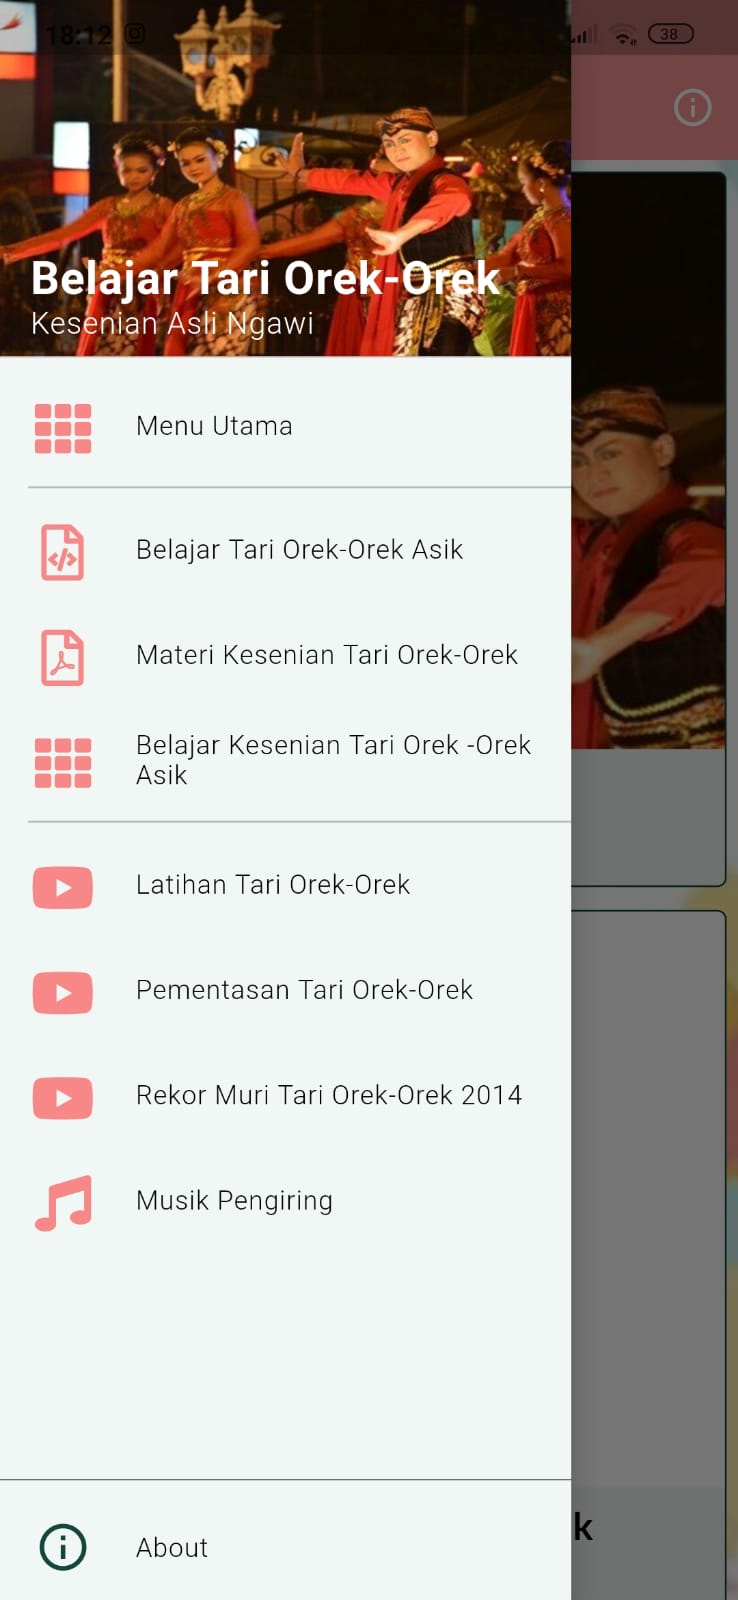 18:12
38
Belajar Tari Orek-Orek
Kesenian Asli Ngawi
Menu Utama
Belajar Tari Orek-Orek Asik
Materi Kesenian Tari Orek-Orek
Belajar Kesenian Tari Orek -Orek
Asik
Latihan Tari Orek-Orek
Pementasan Tari Orek-Orek
Rekor Muri Tari Orek-Orek 2014
Musik Pengiring
k
About